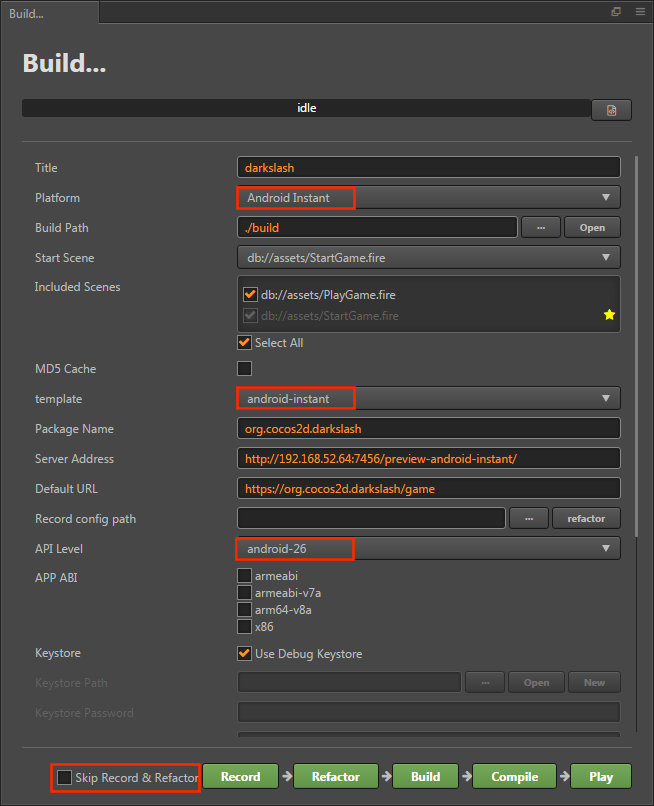 Build...
Build...
idle
Title darkslash
Platform Android Instant
Build Path ./build ... Open
Start Scene db://assets/StartGame.fire
Included Scenes db://assets/PlayGame.fire
db://assets/StartGame.fire
Select All
MD5 Cache
template android-instant
Package Name org.cocos2d.darkslash
Server Address http://192.168.52.64:7456/preview-android-instant/
Default URL https://org.cocos2d.darkslash/game
Record config path ... refactor
API Level android-26
APP ABI armeabi
armeabi-v7a
arm64-v8a
x86
Keystore Use Debug Keystore
Keystore Path ... Open New
Keystore Password
Skip Record & Refactor Record Refactor Build Compile Play